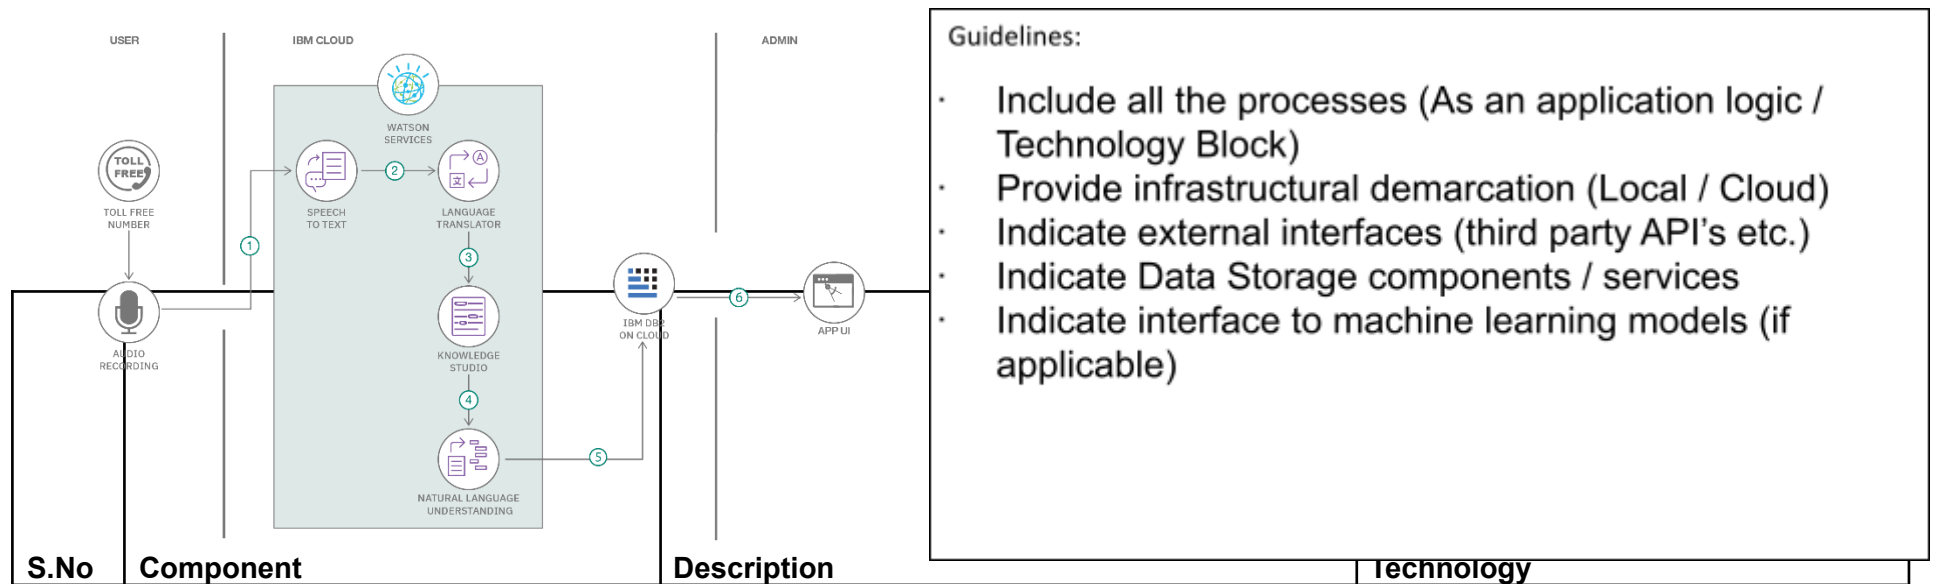 USER
IBM CLOUD
ADMIN
WATSON
SERVICES
TOLL
FREE
TOLL FREE
NUMBER
SPEECH
TO TEXT
2
LANGUAGE
TRANSLATOR
1
3
AUDIO
RECORDING
KNOWLEDGE
STUDIO
4
NATURAL LANGUAGE
UNDERSTANDING
5
IBM DB2
ON CLOUD
6
APP UI
Guidelines:
· Include all the processes (As an application logic /
Technology Block)
· Provide infrastructural demarcation (Local / Cloud)
· Indicate external interfaces (third party API’s etc.)
· Indicate Data Storage components / services
· Indicate interface to machine learning models (if
applicable)
S.No Component Description Technology